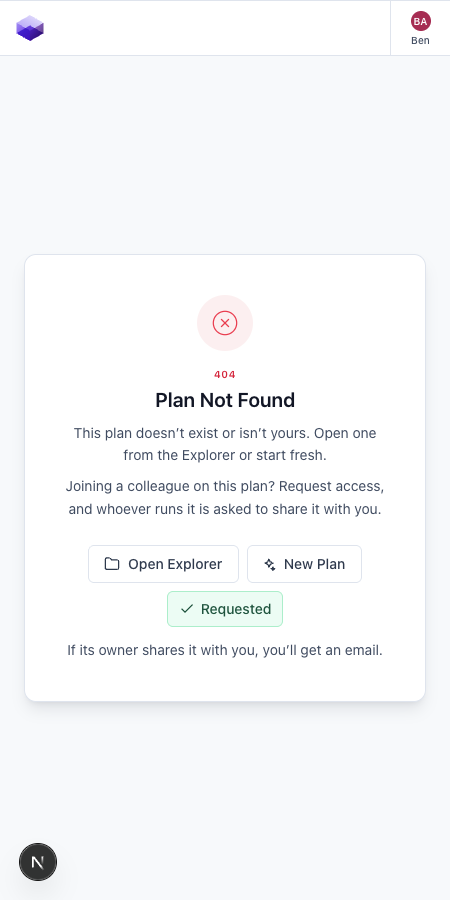 BA
Ben
404
Plan Not Found
This plan doesn’t exist or isn’t yours. Open one
from the Explorer or start fresh.
Joining a colleague on this plan? Request access,
and whoever runs it is asked to share it with you.
Open Explorer
New Plan
Requested
If its owner shares it with you, you’ll get an email.
N